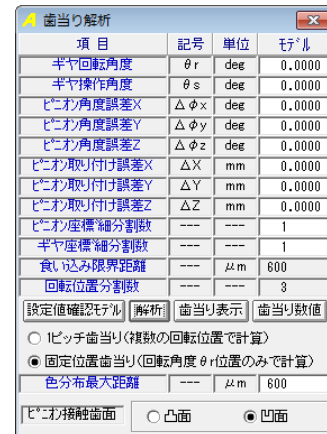 歯当り解析
項 目 記号 単位 ﾓﾃﾞﾙ
ギヤ回転角度 θr deg 0.0000
ギヤ操作角度 θs deg 0.0000
ﾋﾟﾆｵﾝ角度誤差X Δφx deg 0.0000
ﾋﾟﾆｵﾝ角度誤差Y Δφy deg 0.0000
ﾋﾟﾆｵﾝ角度誤差Z Δφz deg 0.0000
ﾋﾟﾆｵﾝ取り付け誤差X ΔX mm 0.0000
ﾋﾟﾆｵﾝ取り付け誤差Y ΔY mm 0.0000
ﾋﾟﾆｵﾝ取り付け誤差Z ΔZ mm 0.0000
ﾋﾟﾆｵﾝ座標細分割数 --- --- 1
ギヤ座標細分割数 --- --- 1
食い込み限界距離 --- μm 600
回転位置分割数 --- --- 3
設定値確認ﾓﾃﾞﾙ 解析 歯当り表示 歯当り数値
1ピッチ歯当り(複数の回転位置で計算)
固定位置歯当り(回転角度θr位置のみで計算)
色分布最大距離 --- μm 600
ﾋﾟﾆｵﾝ接触歯面 凸面 凹面